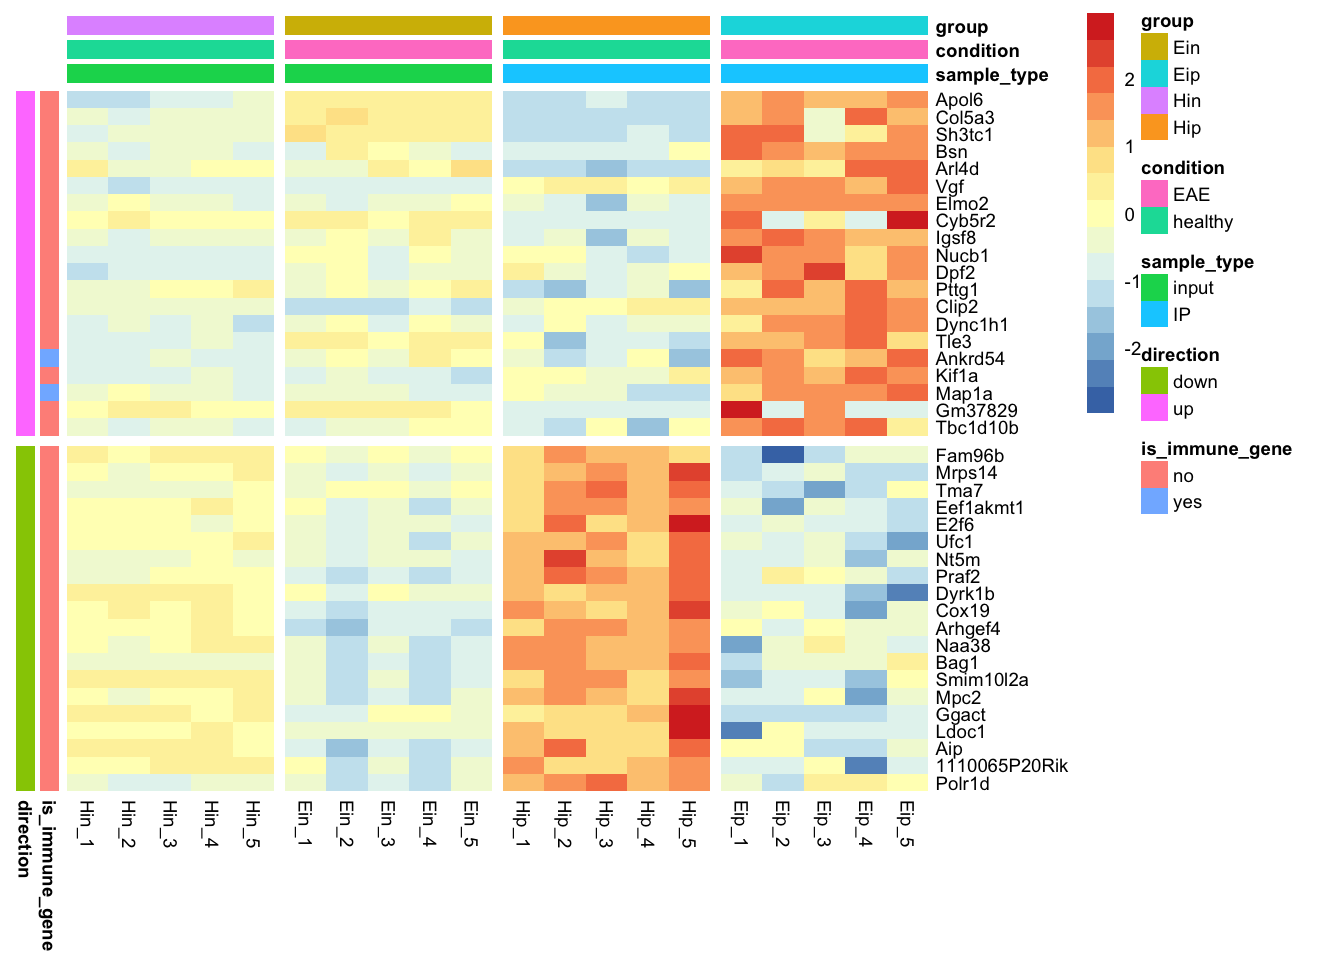 group
condition
sample_type
Apol6
Col5a3
Sh3tc1
Bsn
Arl4d
Vgf
Elmo2
Cyb5r2
Igsf8
Nucb1
Dpf2
Pttg1
Clip2
Dync1h1
Tle3
Ankrd54
Kif1a
Map1a
Gm37829
Tbc1d10b
Fam96b
Mrps14
Tma7
Eef1akmt1
E2f6
Ufc1
Nt5m
Praf2
Dyrk1b
Cox19
Arhgef4
Naa38
Bag1
Smim10l2a
Mpc2
Ggact
Ldoc1
Aip
1110065P20Rik
Polr1d
direction
is_immune_gene
Hin_1
Hin_2
Hin_3
Hin_4
Hin_5
Ein_1
Ein_2
Ein_3
Ein_4
Ein_5
Hip_1
Hip_2
Hip_3
Hip_4
Hip_5
Eip_1
Eip_2
Eip_3
Eip_4
Eip_5
2
1
0
-1
-2
group
Ein
Eip
Hin
Hip
condition
EAE
healthy
sample_type
input
IP
direction
down
up
is_immune_gene
no
yes